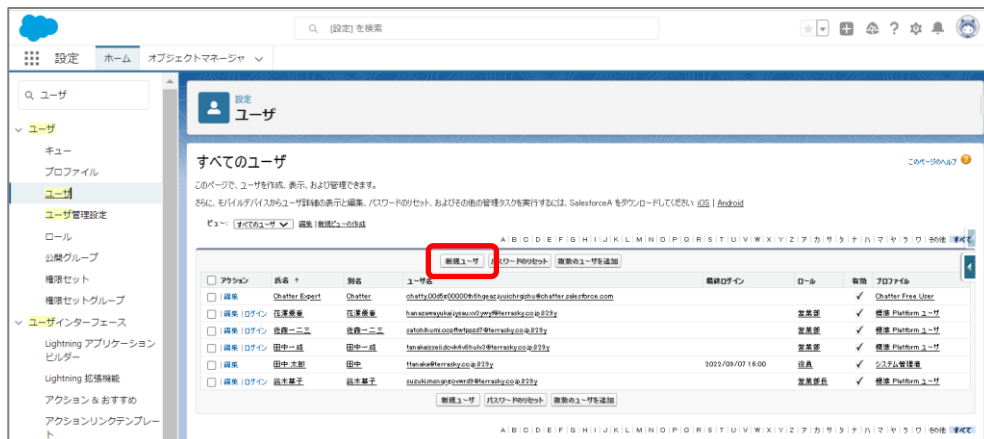 [設定] を検索
設定 ホーム オブジェクトマネージャ
ユーザ
ユーザ
キュー
プロファイル
ユーザ
ユーザ管理設定
ロール
公開グループ
権限セット
権限セットグループ
ユーザインターフェース
Lightning アプリケーション
ビルダー
Lightning 拡張機能
アクション & おすすめ
アクションリンクテンプレー
ト
設定
ユーザ
すべてのユーザ
このページのヘルプ
このページで、ユーザを作成、表示、および管理できます。
さらに、モバイルデバイスからユーザ詳細の表示と編集、パスワードのリセット、およびその他の管理タスクを実行するには、SalesforceA をダウンロードしてください: iOS | Android
ビュー: すべてのユーザ 編集 | 新規ビューの作成
A | B | C | D | E | F | G | H | I | J | K | L | M | N | O | P | Q | R | S | T | U | V | W | X | Y | Z | ア | カ | サ | タ | ナ | ハ | マ | ヤ | ラ | ワ | その他 すべて
新規ユーザ パスワードのリセット 複数のユーザを追加
アクション 氏名 ↑ 別名 ユーザ名 最終ログイン ロール 有効 プロファイル
編集 Chatter Expert Chatter ✓ Chatter Free User
編集 | ログイン 営業部 ✓ 標準 Platform ユーザ
編集 | ログイン 佐藤 一二三 佐藤一二三 営業部 ✓ 標準 Platform ユーザ
編集 | ログイン 田中 一成 田中一成 営業部 ✓ 標準 Platform ユーザ
編集 | ログイン 田中 太郎 田中 ttanaka@terrasky.co.jp.829y 2022/09/07 16:00 役員 ✓ システム管理者
編集 | ログイン 鈴木基子 鈴木基子 営業部長 ✓ 標準 Platform ユーザ
新規ユーザ パスワードのリセット 複数のユーザを追加
A | B | C | D | E | F | G | H | I | J | K | L | M | N | O | P | Q | R | S | T | U | V | W | X | Y | Z | ア | カ | サ | タ | ナ | ハ | マ | ヤ | ラ | ワ | その他 すべて